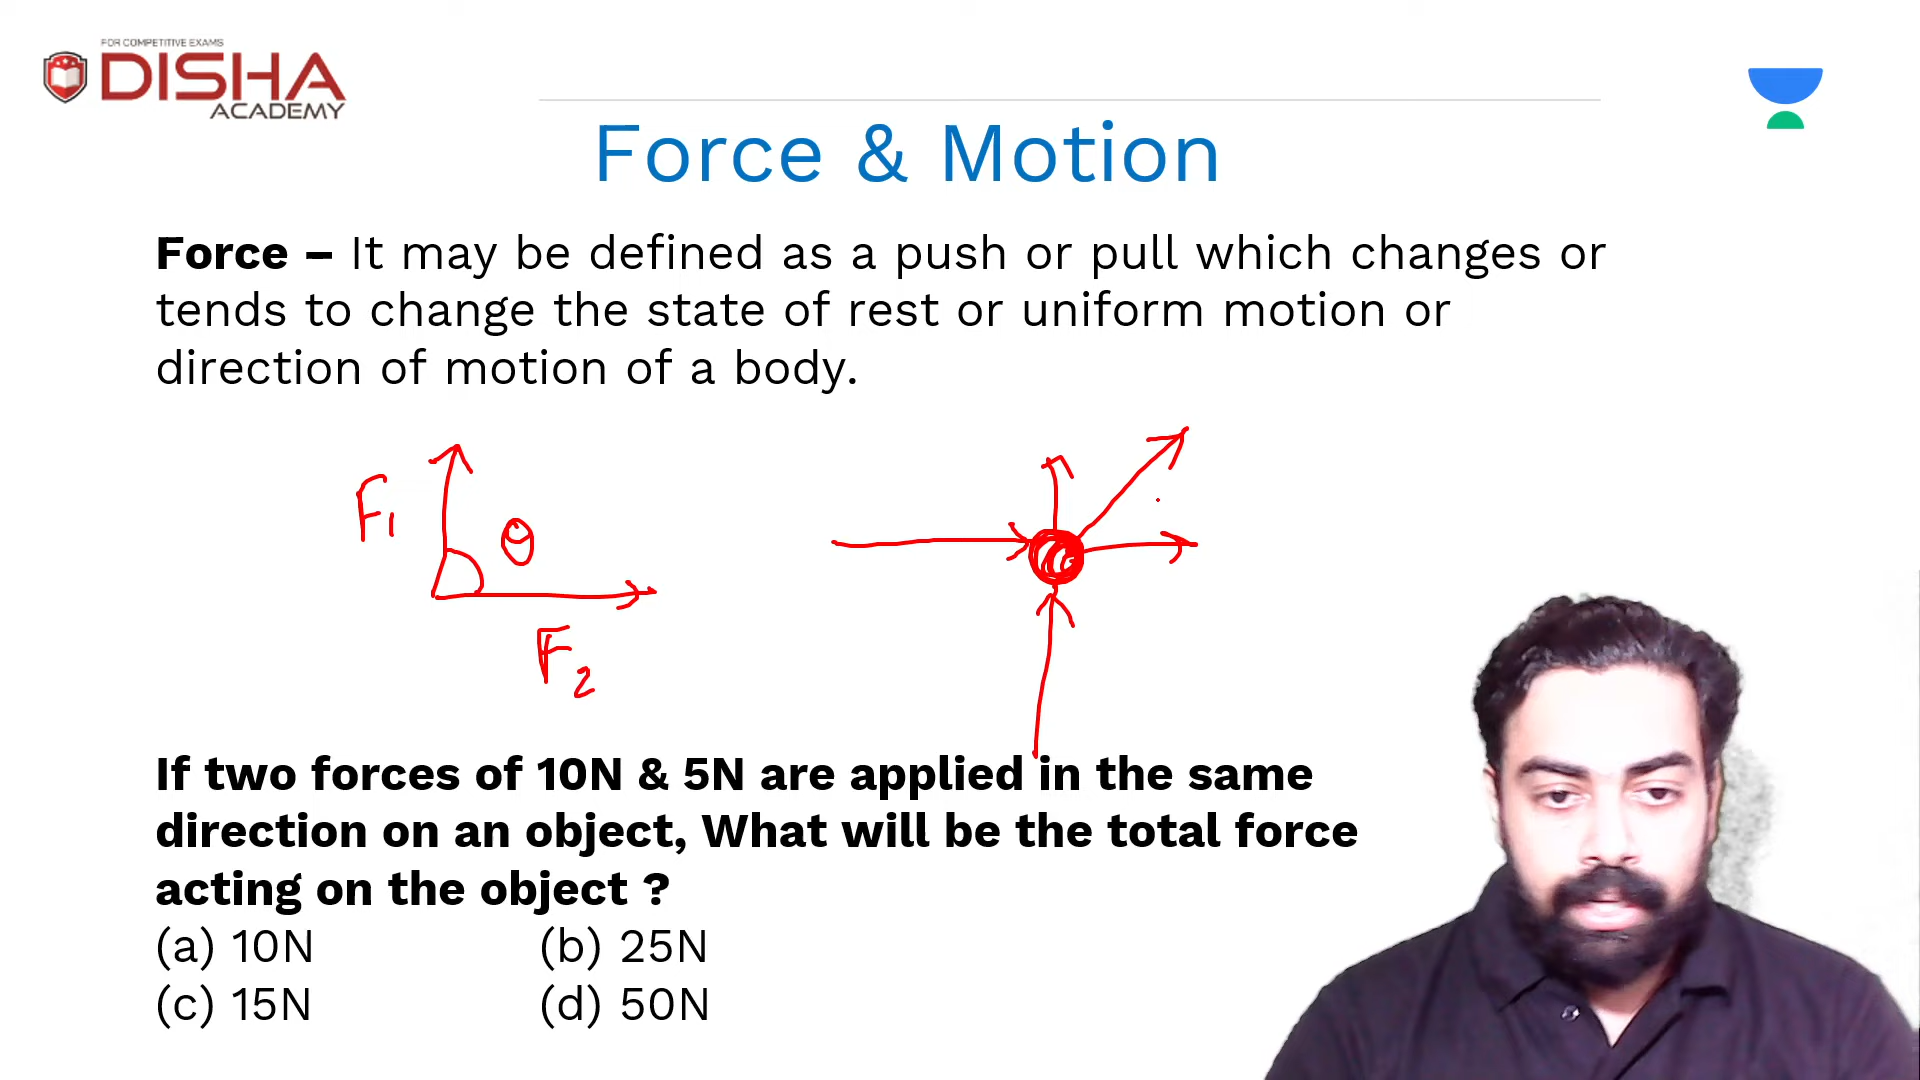 FOR COMPETITIVE EXAMS
DISHA
ACADEMY
Force & Motion
Force – It may be defined as a push or pull which changes or
tends to change the state of rest or uniform motion or
direction of motion of a body.
F1
θ
F2
If two forces of 10N & 5N are applied in the same
direction on an object, What will be the total force
acting on the object ?
(a) 10N (b) 25N
(c) 15N (d) 50N